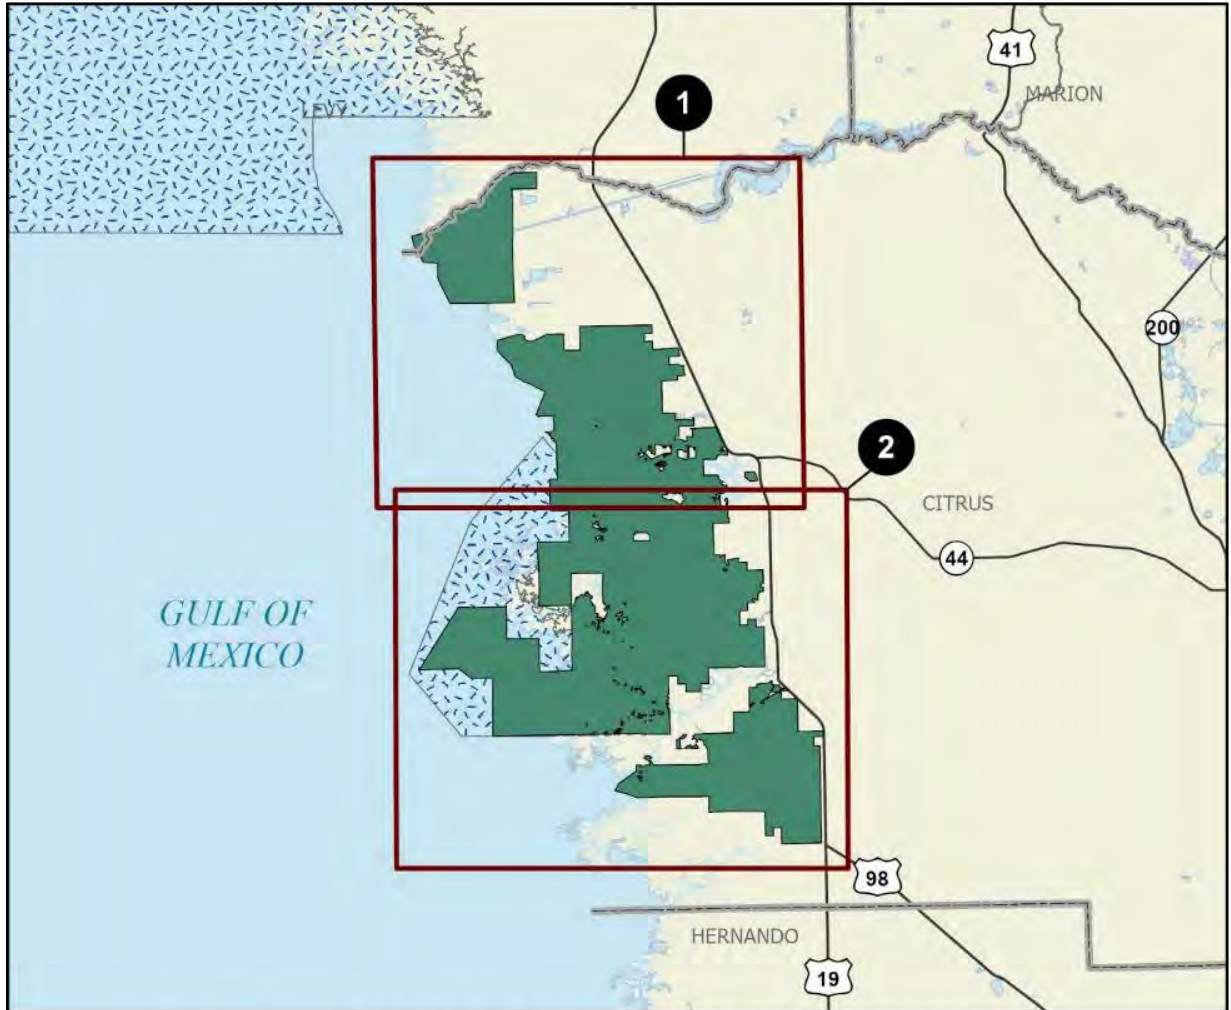 41
MARION
1
LEVY
200
2
CITRUS
44
GULF OF
MEXICO
98
HERNANDO
19